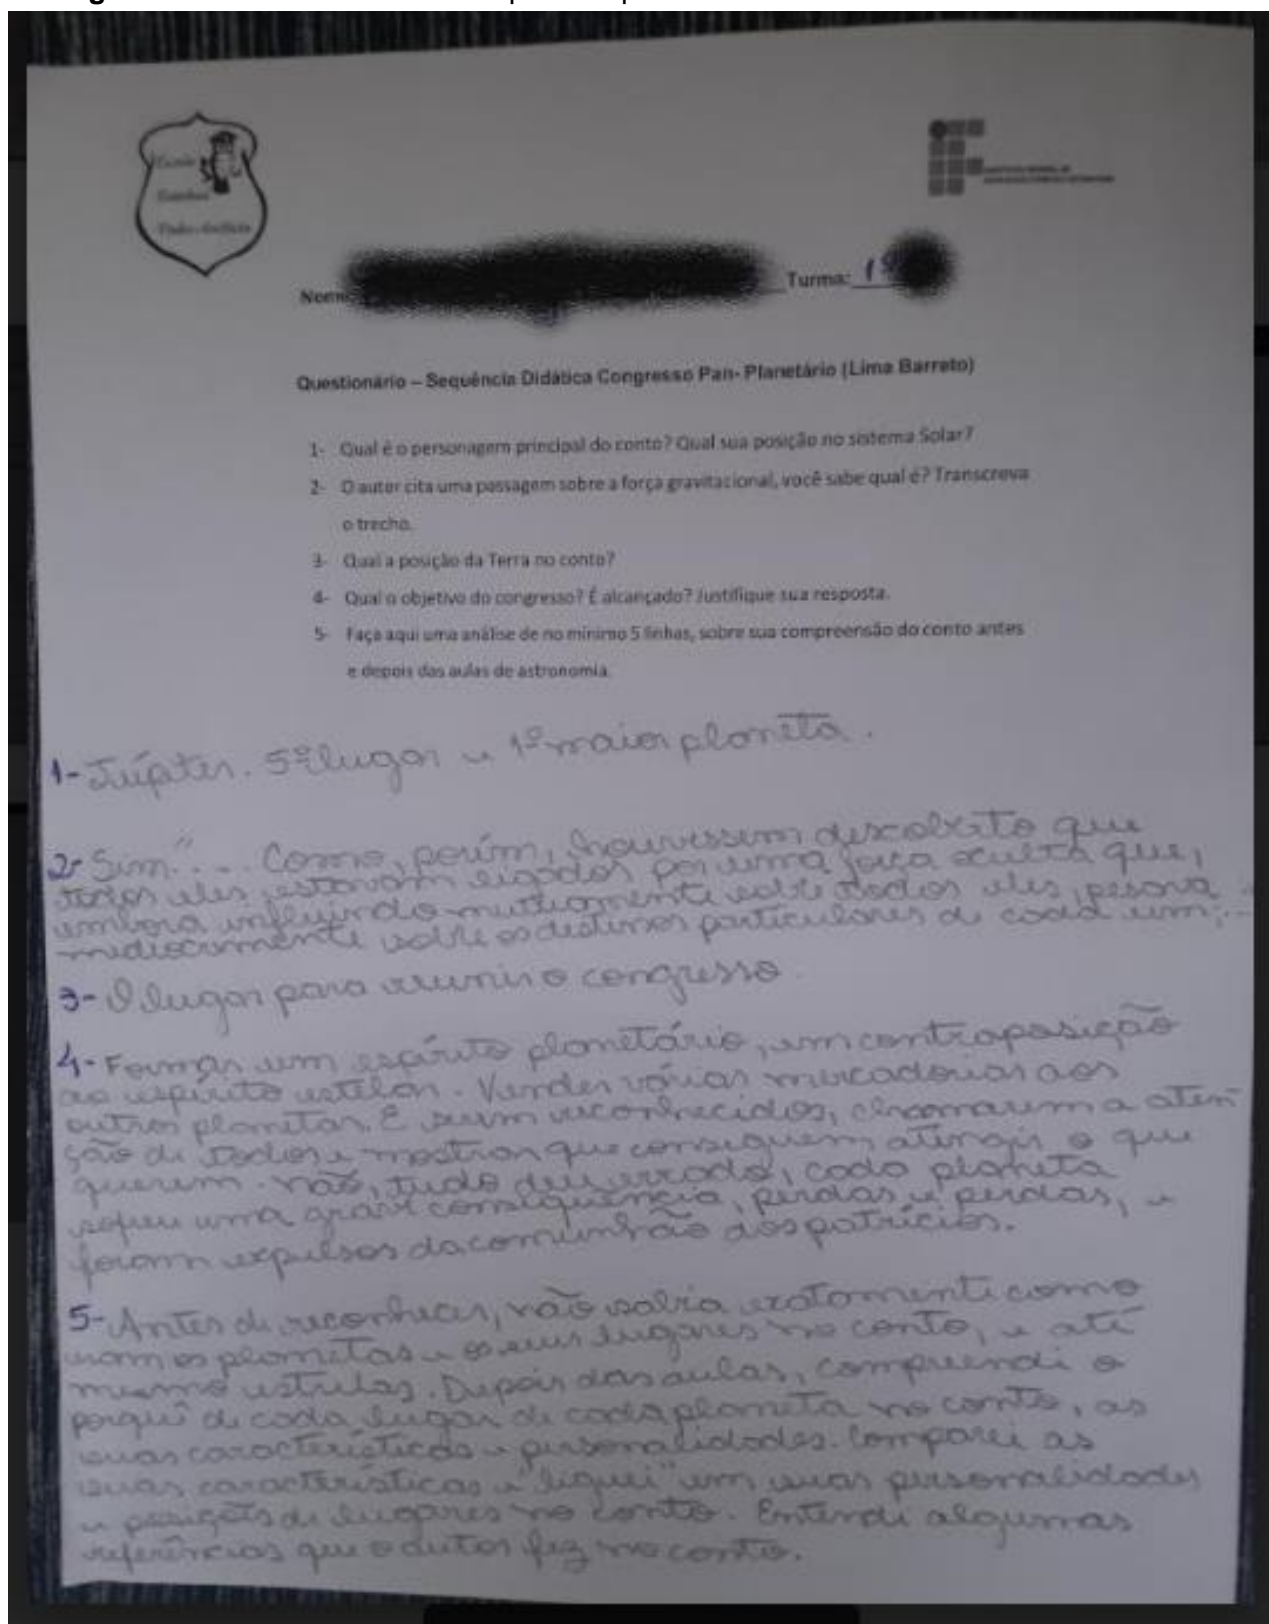 Escola
Nome:
Turma: 1º
Questionário – Sequência Didática Congresso Pan- Planetário (Lima Barreto)
1- Qual é o personagem principal do conto? Qual sua posição no sistema Solar?
2- O autor cita uma passagem sobre a força gravitacional, você sabe qual é? Transcreva
o trecho.
3- Qual a posição da Terra no conto?
4- Qual o objetivo do congresso? É alcançado? Justifique sua resposta.
5- Faça aqui uma análise de no mínimo 5 linhas, sobre sua compreensão do conto antes
e depois das aulas de astronomia.
1- Júpiter. 5º lugar e 1º maior planeta.
2- Sim "... Como, porém, houvessem descoberto que
todos eles estavam ligados por uma força oculta que,
embora influindo mutuamente sobre todos eles, pesava
mediocremente sobre os destinos particulares de cada um;...
3- O lugar para reunir o congresso.
4- Formar um espírito planetário, em contraposição
ao espírito estelar. Vender várias mercadorias aos
outros planetas. E serem reconhecidos, chamarem a aten
ção de todos e mostrar que conseguem atingir o que
querem. Não, tudo deu errado, cada planeta
sofreu uma grave consequência, perdas e perdas, e
foram expulsos da comunhão dos patrícios.
5- Antes de reconhecer, não sabia exatamente como
eram os planetas e os seus lugares no conto, e até
mesmo estrelas. Depois das aulas, compreendi o
porquê de cada lugar de cada planeta no conto, as
suas características e personalidades. Comparei as
suas características e "liguei" em suas personalidades
e posições de lugares no conto. Entendi algumas
referências que o autor fez no conto.